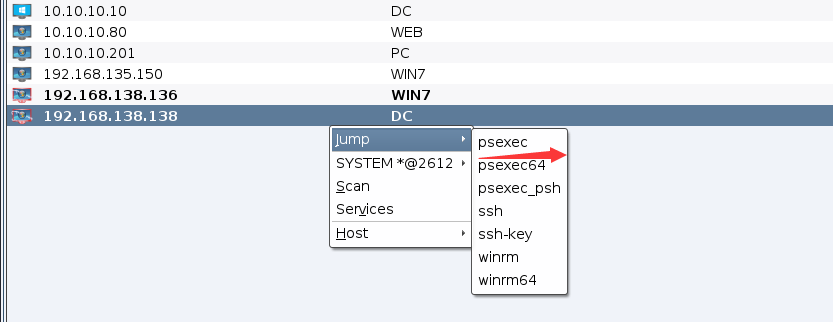 10.10.10.10 DC
10.10.10.80 WEB
10.10.10.201 PC
192.168.135.150 WIN7
192.168.138.136 WIN7
192.168.138.138 DC
Jump
SYSTEM *@2612
Scan
Services
Host
psexec
psexec64
psexec_psh
ssh
ssh-key
winrm
winrm64